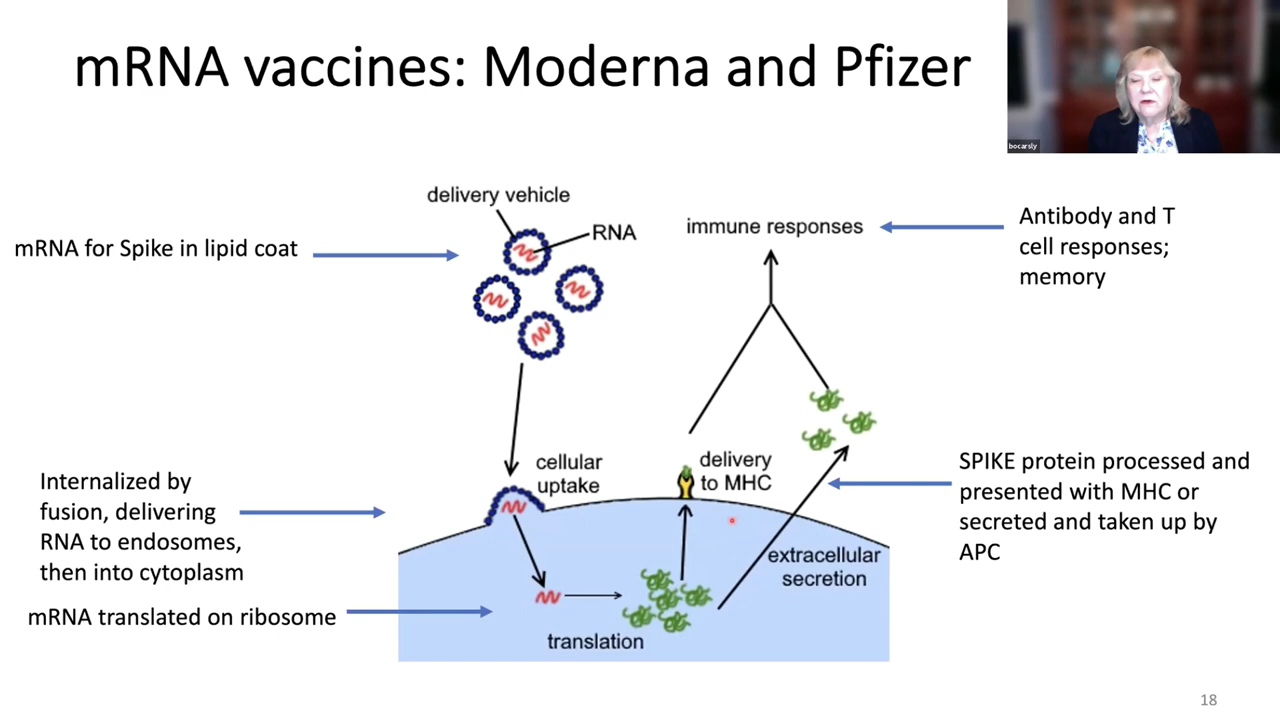 mRNA vaccines: Moderna and Pfizer
bocarsly
delivery vehicle
RNA
mRNA for Spike in lipid coat
immune responses
Antibody and T
cell responses;
memory
cellular
uptake
delivery
to MHC
Internalized by
fusion, delivering
RNA to endosomes,
then into cytoplasm
SPIKE protein processed and
presented with MHC or
secreted and taken up by
APC
extracellular
secretion
mRNA translated on ribosome
translation
18